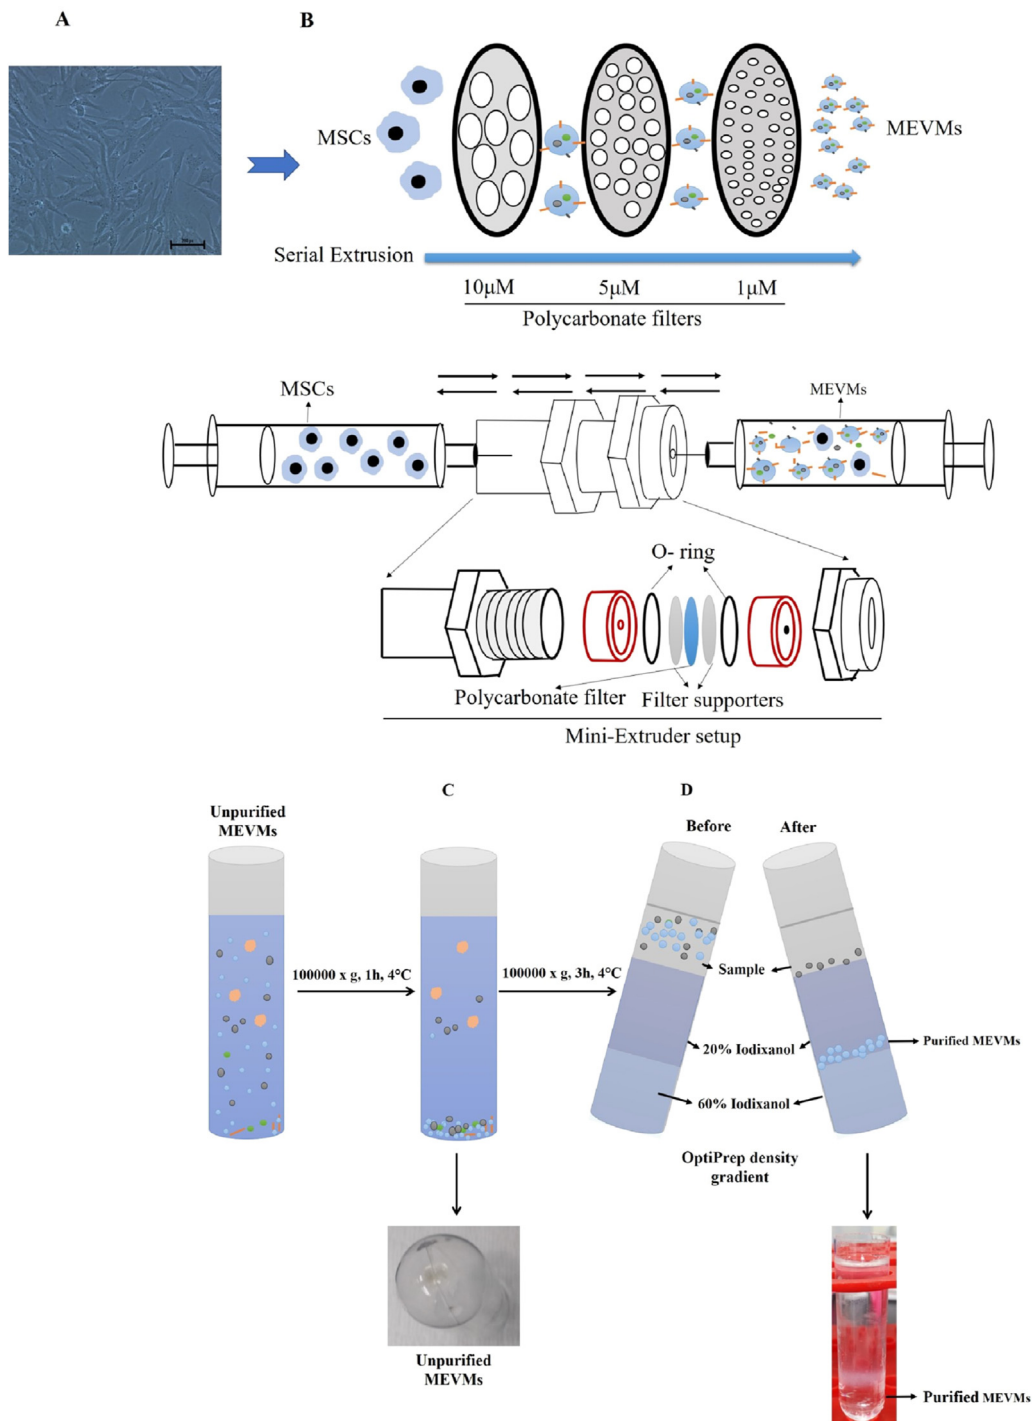 A
B
MSCs
MEVMs
Serial Extrusion
10μM
5μM
1μM
Polycarbonate filters
MSCs
MEVMs
O- ring
Polycarbonate filter
Filter supporters
Mini-Extruder setup
C
D
Unpurified
MEVMs
Before
After
100000 x g, 1h, 4°C
100000 x g, 3h, 4°C
Sample
20% Iodixanol
Purified MEVMs
60% Iodixanol
OptiPrep density
gradient
Unpurified
MEVMs
Purified MEVMs